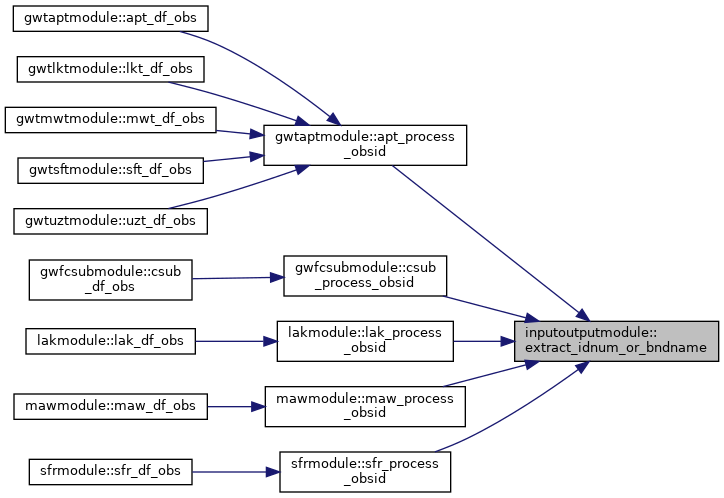 gwtaptmodule::apt_df_obs
gwtlktmodule::lkt_df_obs
gwtmwtmodule::mwt_df_obs
gwtsftmodule::sft_df_obs
gwtuztmodule::uzt_df_obs
gwtaptmodule::apt_process
_obsid
gwfcsubmodule::csub
_df_obs
gwfcsubmodule::csub
_process_obsid
lakmodule::lak_df_obs
lakmodule::lak_process
_obsid
inputoutputmodule::
extract_idnum_or_bndname
mawmodule::maw_df_obs
mawmodule::maw_process
_obsid
sfrmodule::sfr_df_obs
sfrmodule::sfr_process
_obsid